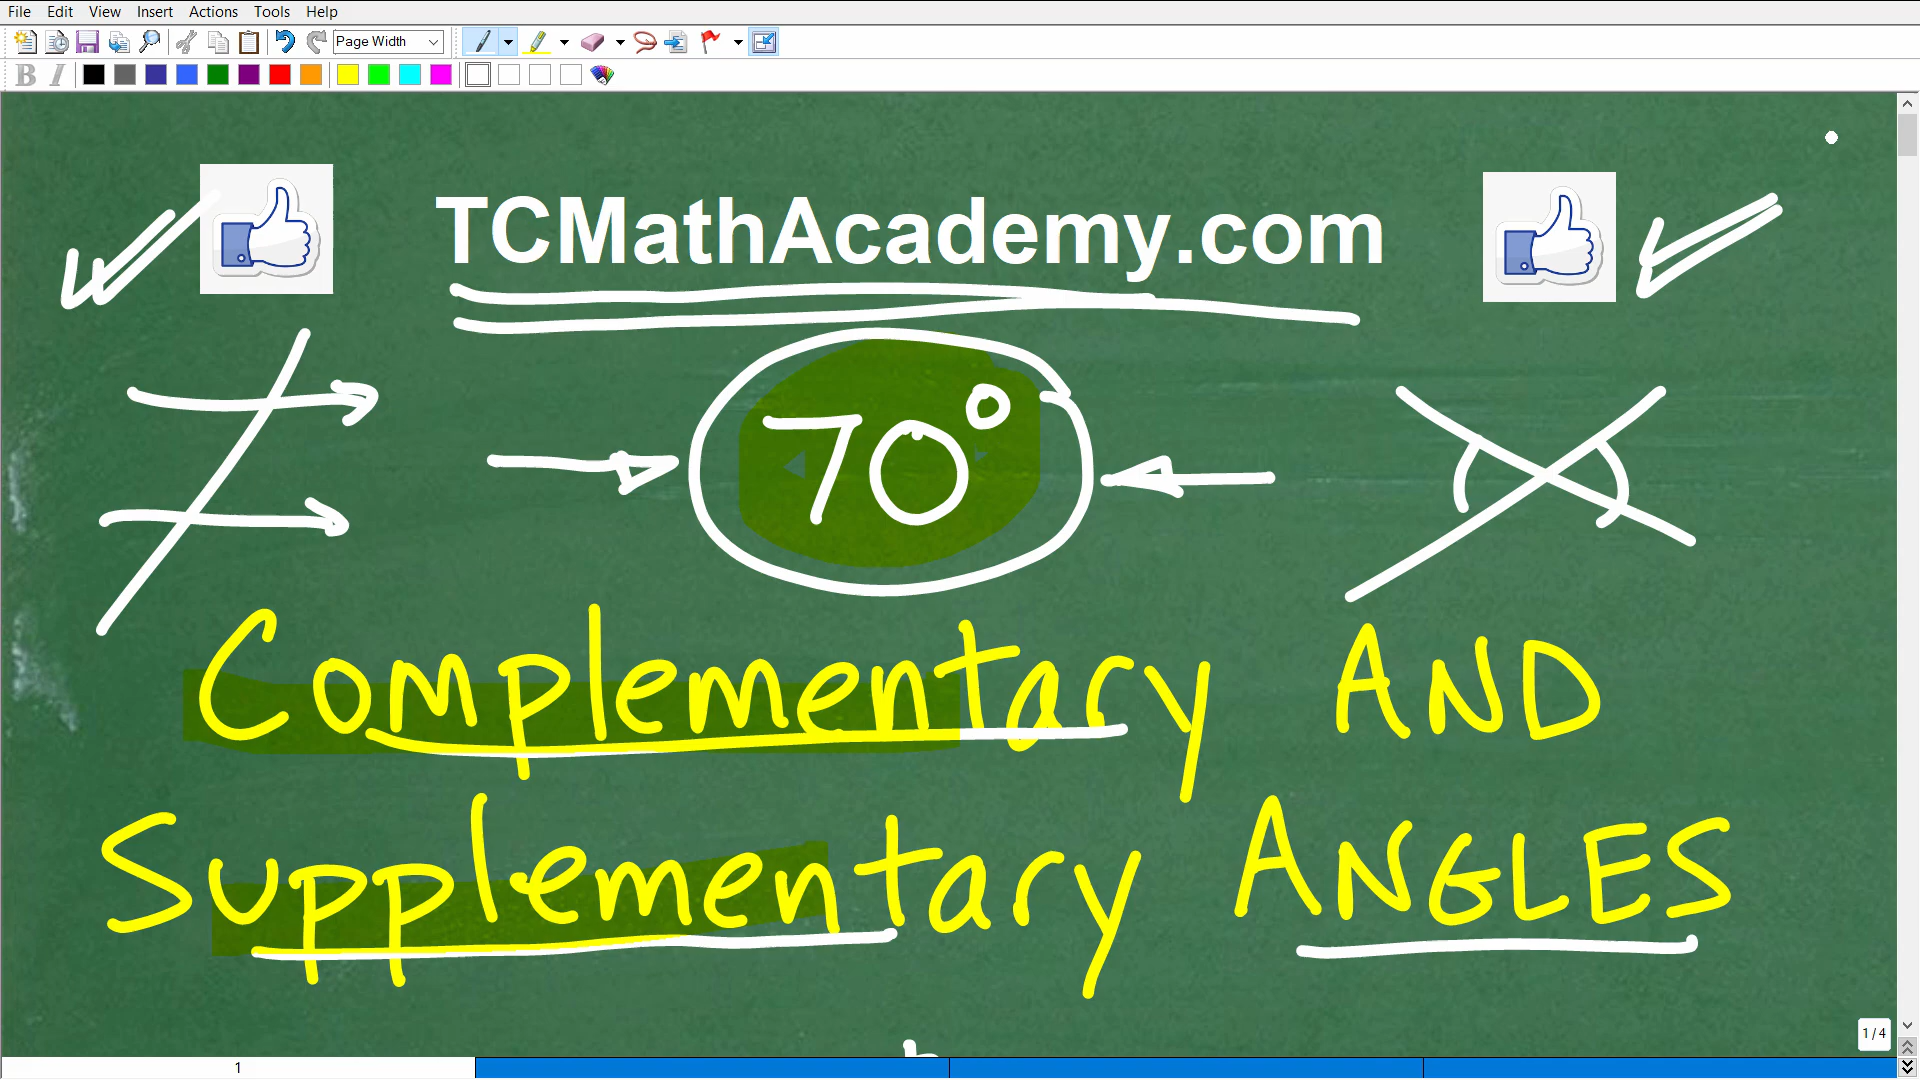 File Edit View Insert Actions Tools Help
Page Width
B I
TCMathAcademy.com
70°
Complementary AND
Supplementary ANGLES
1 / 4
1